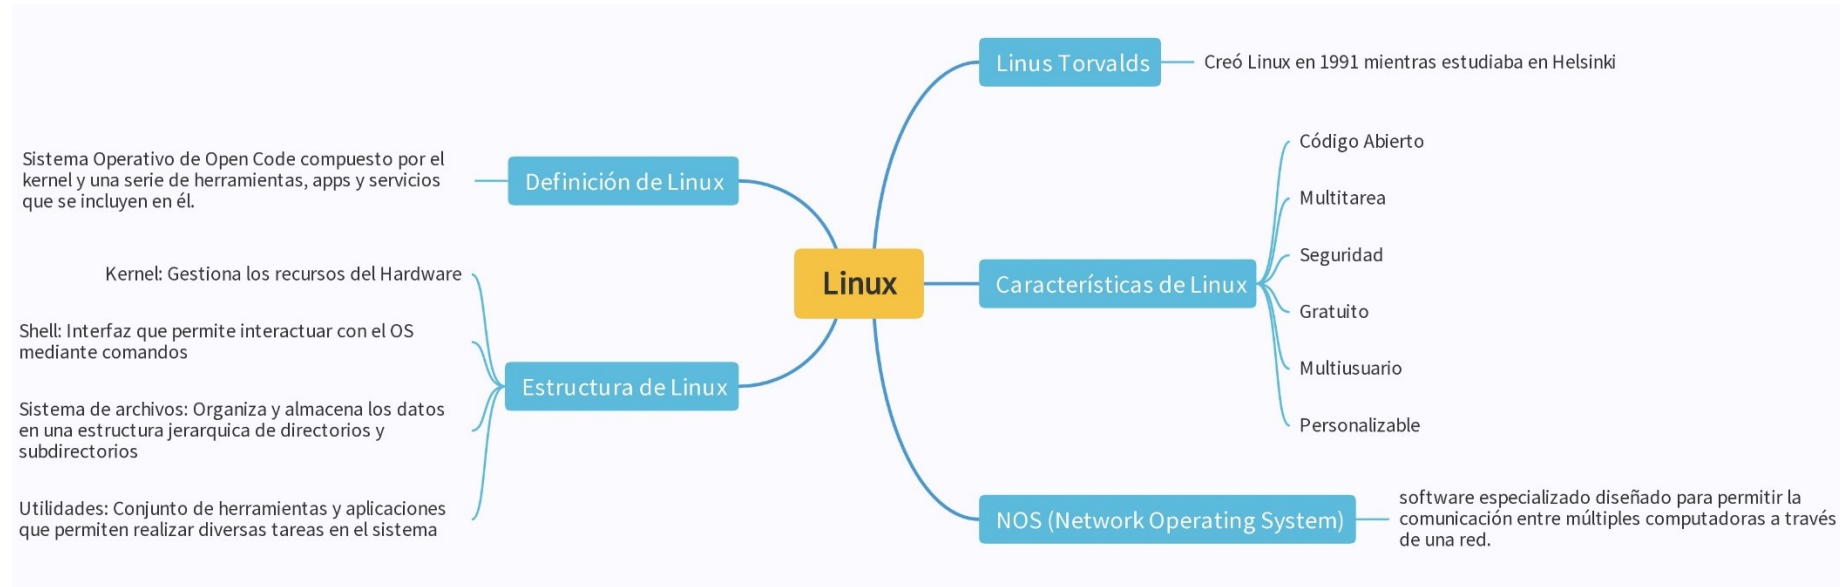 Linux
Linus Torvalds
Creó Linux en 1991 mientras estudiaba en Helsinki
Características de Linux
Código Abierto
Multitarea
Seguridad
Gratuito
Multiusuario
Personalizable
NOS (Network Operating System)
software especializado diseñado para permitir la
comunicación entre múltiples computadoras a través
de una red.
Definición de Linux
Sistema Operativo de Open Code compuesto por el
kernel y una serie de herramientas, apps y servicios
que se incluyen en él.
Estructura de Linux
Kernel: Gestiona los recursos del Hardware
Shell: Interfaz que permite interactuar con el OS
mediante comandos
Sistema de archivos: Organiza y almacena los datos
en una estructura jerarquica de directorios y
subdirectorios
Utilidades: Conjunto de herramientas y aplicaciones
que permiten realizar diversas tareas en el sistema